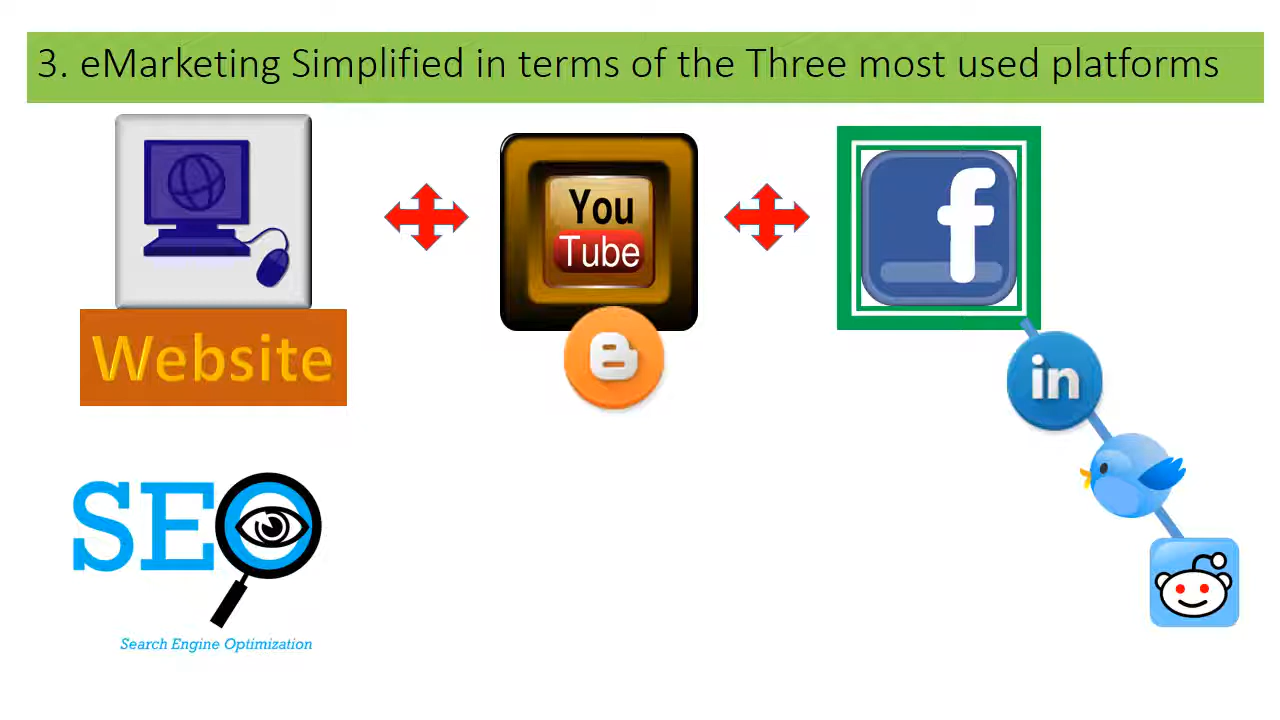 3. eMarketing Simplified in terms of the Three most used platforms
You
Tube
f
Website
B
in
SEO
Search Engine Optimization